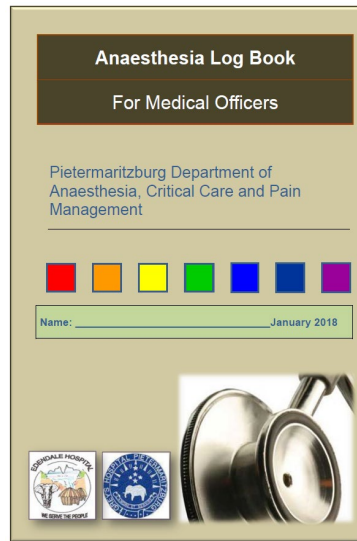 Anaesthesia Log Book
For Medical Officers
Pietermaritzburg Department of
Anaesthesia, Critical Care and Pain
Management
Name: ______________________________January 2018
EDENDALE HOSPITAL
WE SERVE THE PEOPLE